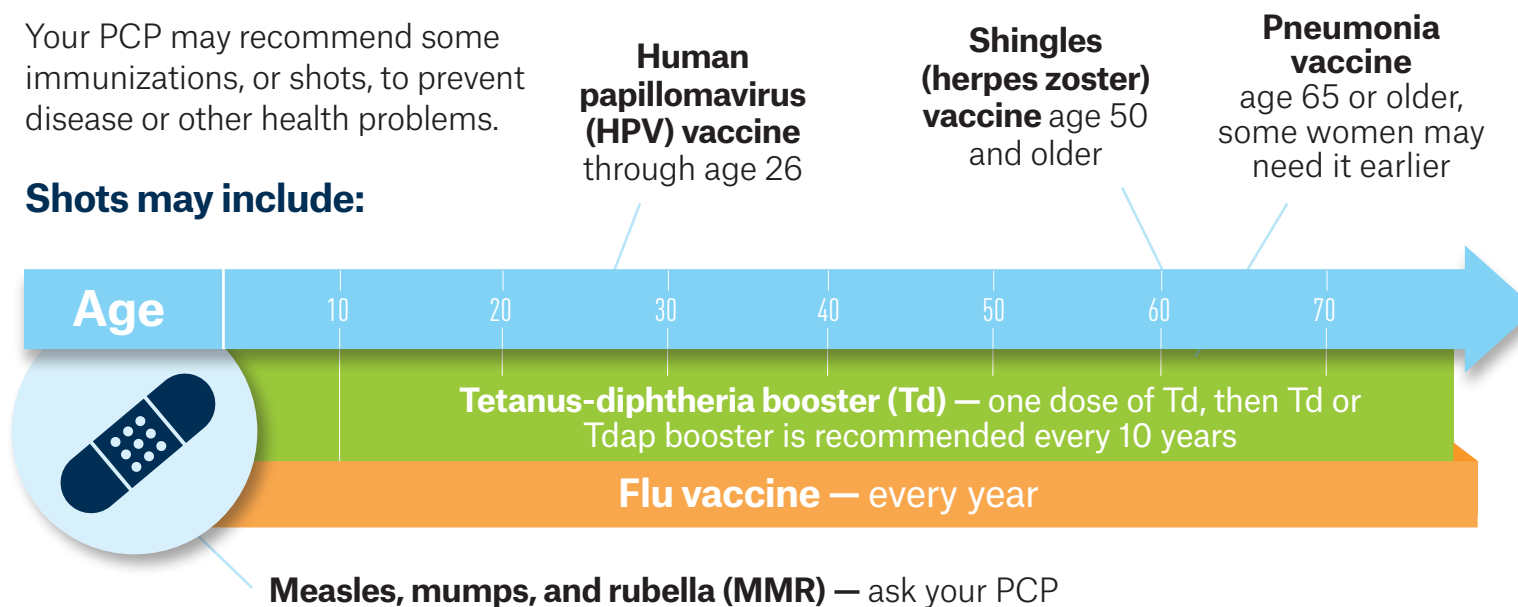 Your PCP may recommend some
immunizations, or shots, to prevent
disease or other health problems.
Shots may include:
Human
papillomavirus
(HPV) vaccine
through age 26
Shingles
(herpes zoster)
vaccine age 50
and older
Pneumonia
vaccine
age 65 or older,
some women may
need it earlier
Age
10 20 30 40 50 60 70
Tetanus-diphtheria booster (Td) — one dose of Td, then Td or
Tdap booster is recommended every 10 years
Flu vaccine — every year
Measles, mumps, and rubella (MMR) — ask your PCP